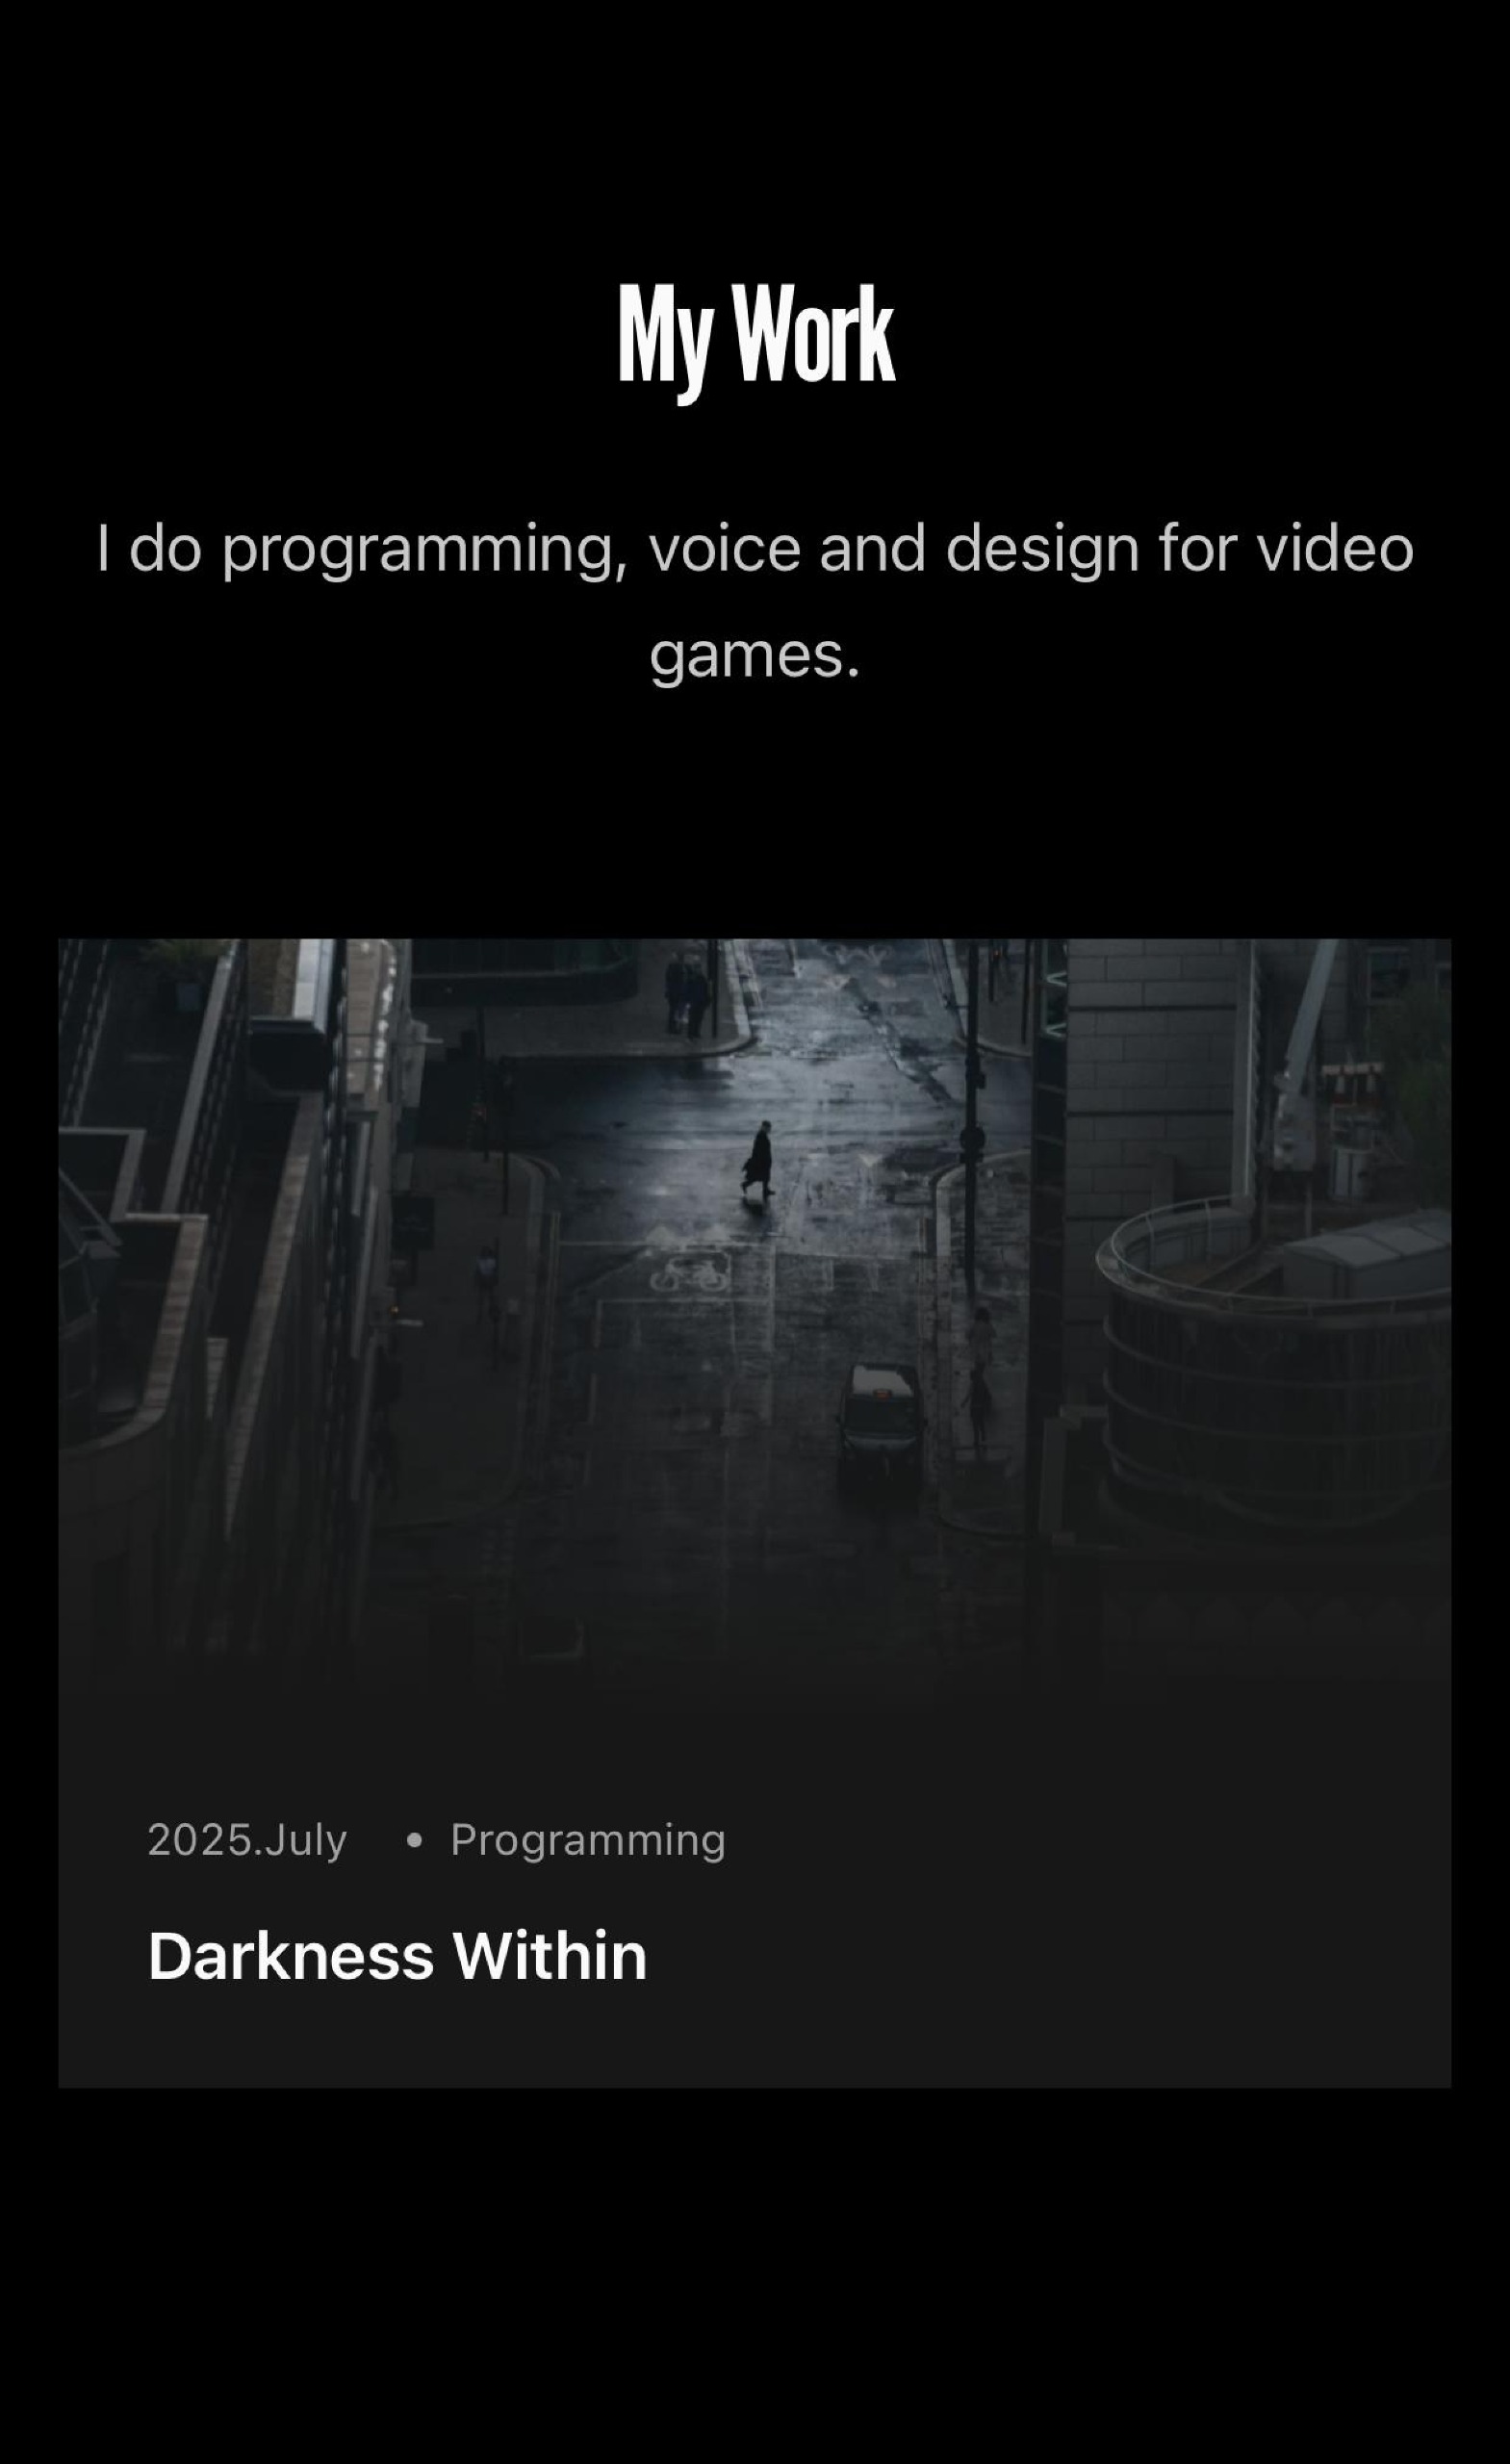 My Work
I do programming, voice and design for video
games.
2025.July • Programming
Darkness Within